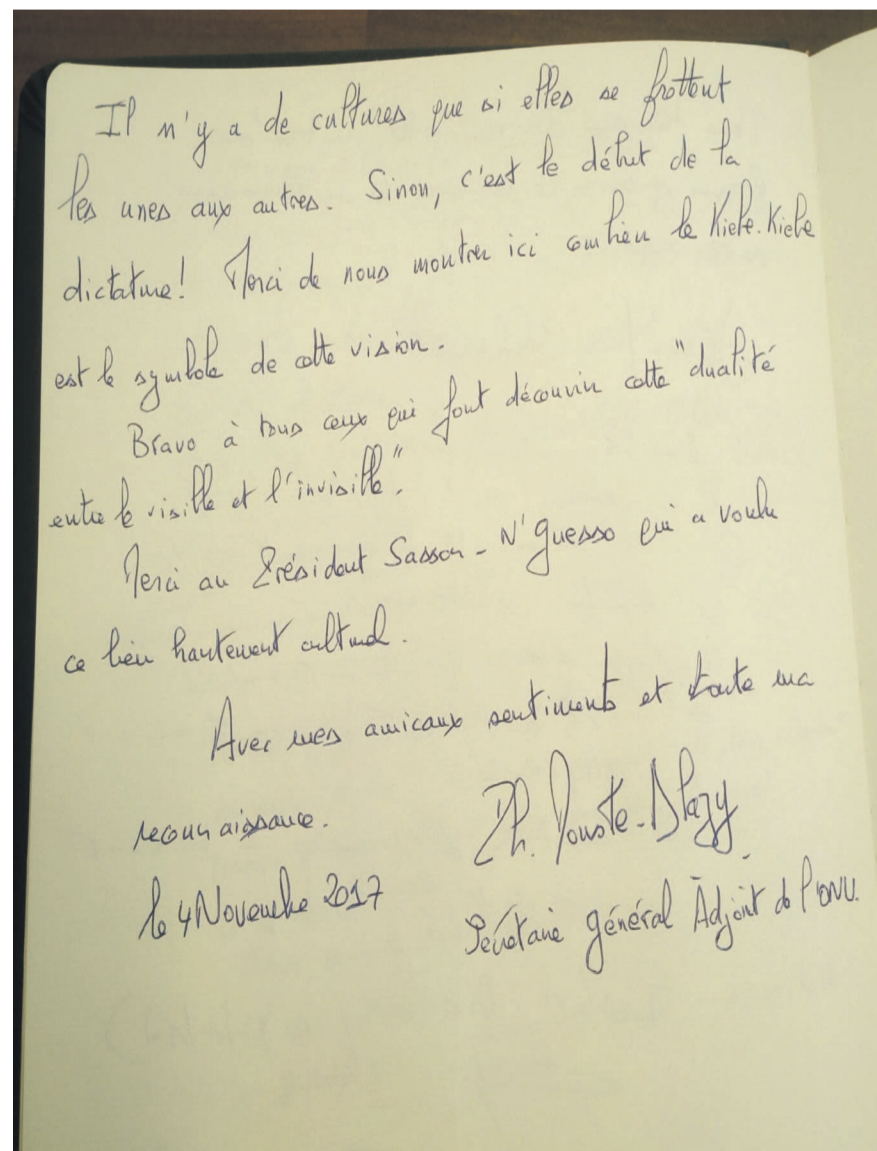 Il n'y a de cultures que si elles se frottent
les unes aux autres. Sinon, c'est le début de la
dictature! Merci de nous montrer ici combien le Kiebe-Kiebe
est le symbole de cette vision.
Bravo à tous ceux qui font découvrir cette "dualité
entre le visible et l'invisible".
Merci au Président Sassou-N'Guesso qui a voulu
ce lieu hautement culturel.
Avec mes amicaux sentiments et toute ma
reconnaissance.
Ph. Douste-Blazy
le 4 Novembre 2017
Secrétaire général Adjoint de l'ONU.